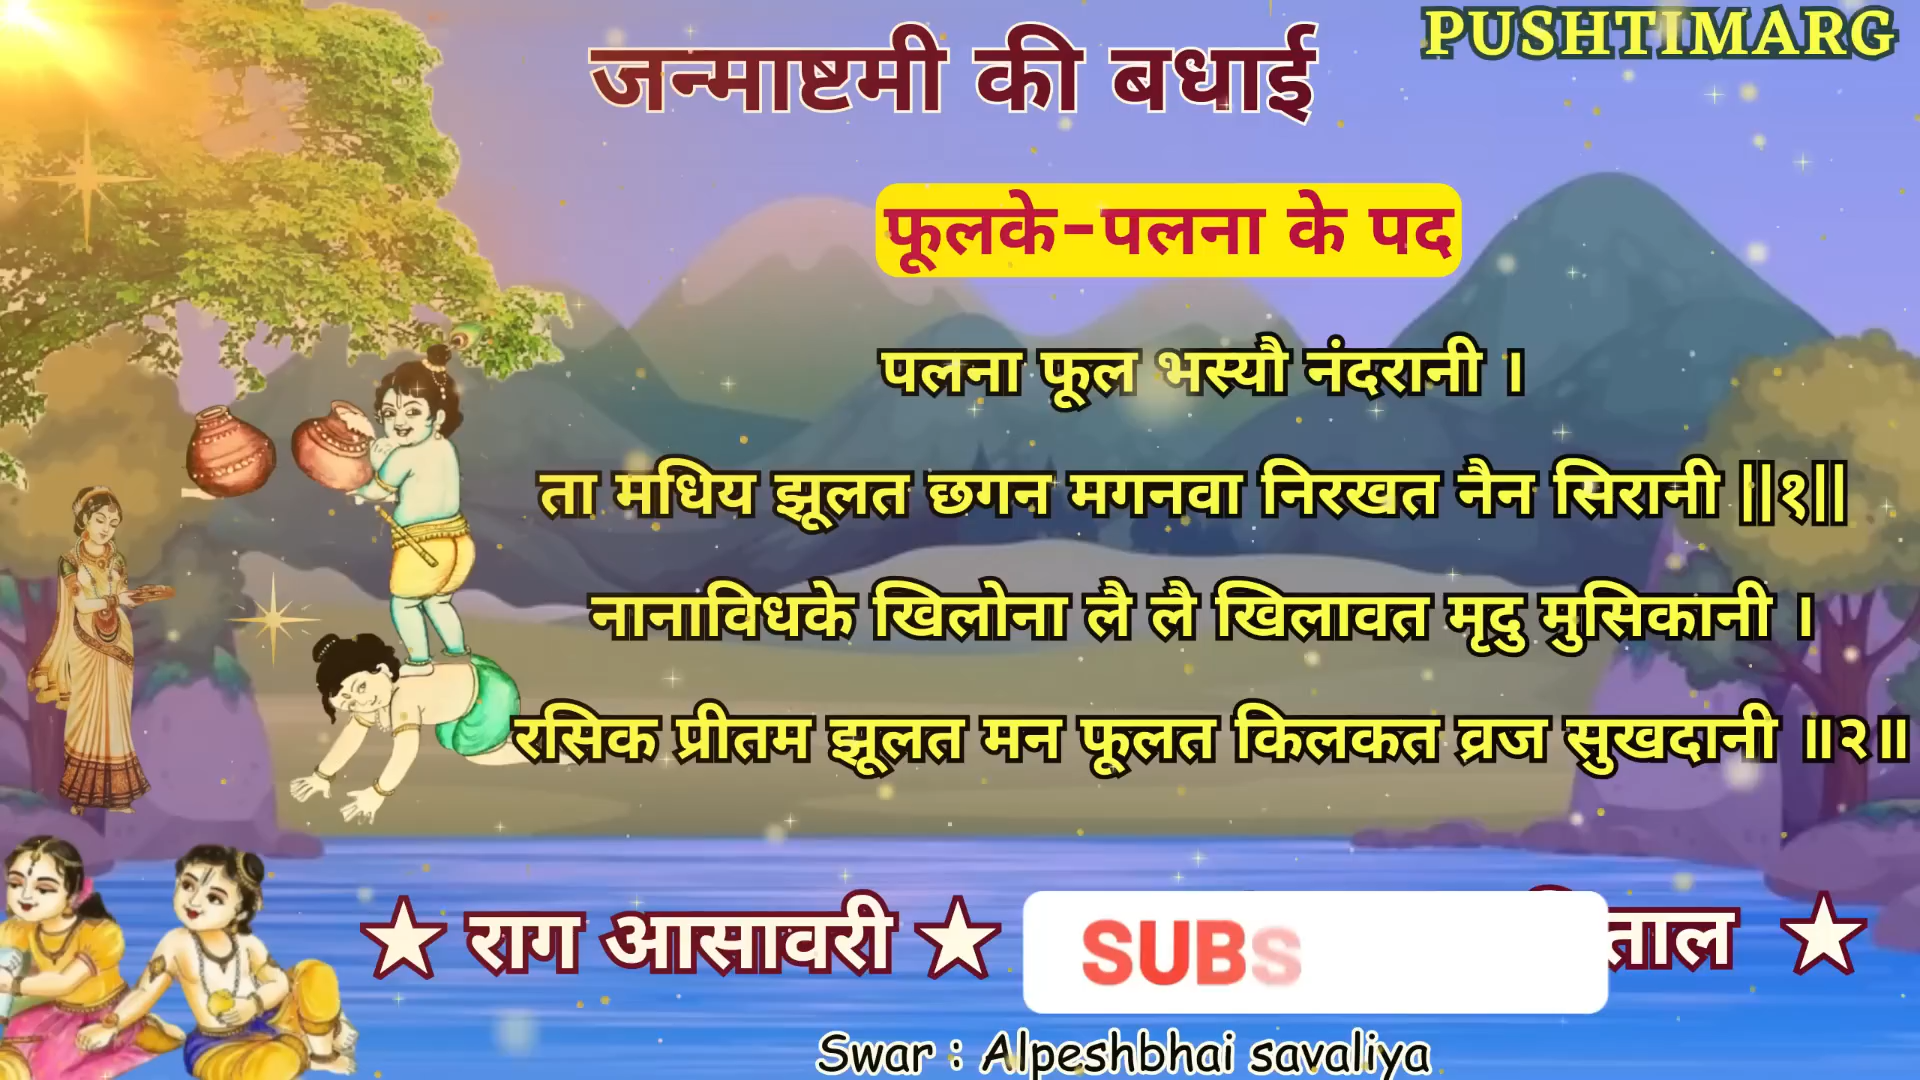 PUSHTIMARG
जन्माष्टमी की बधाई
फूलके-पलना के पद
पलना फूल भस्यौ नंदरानी ।
ता मधिय झूलत छगन मगनवा निरखत नैन सिरानी ||१||
नानाविधके खिलोना लै लै खिलावत मृदु मुसिकानी ।
रसिक प्रीतम झूलत मन फूलत किलकत व्रज सुखदानी ॥२॥
★ राग आसावरी ★ SUBS ताल ★
Swar : Alpeshbhai savaliya